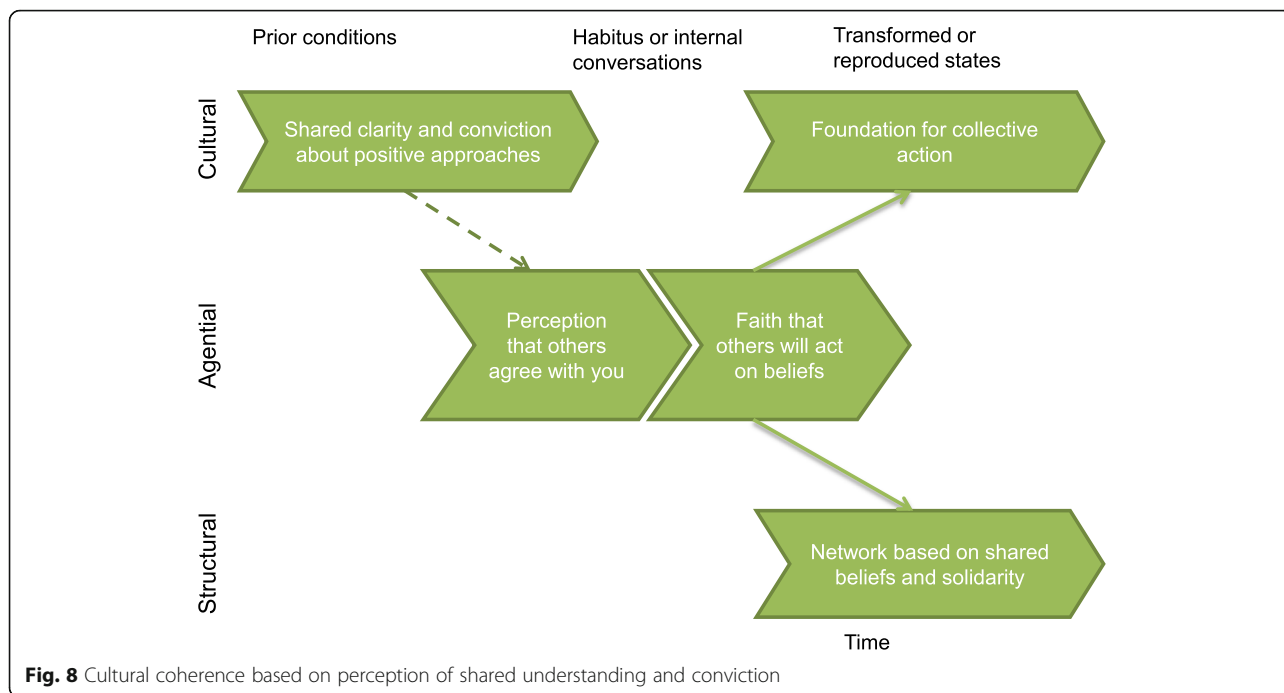 Prior conditions
Habitus or internal
conversations
Transformed or
reproduced states
Cultural
Shared clarity and conviction
about positive approaches
Foundation for collective
action
Agential
Perception
that others
agree with you
Faith that
others will act
on beliefs
Structural
Network based on shared
beliefs and solidarity
Time
Fig. 8 Cultural coherence based on perception of shared understanding and conviction